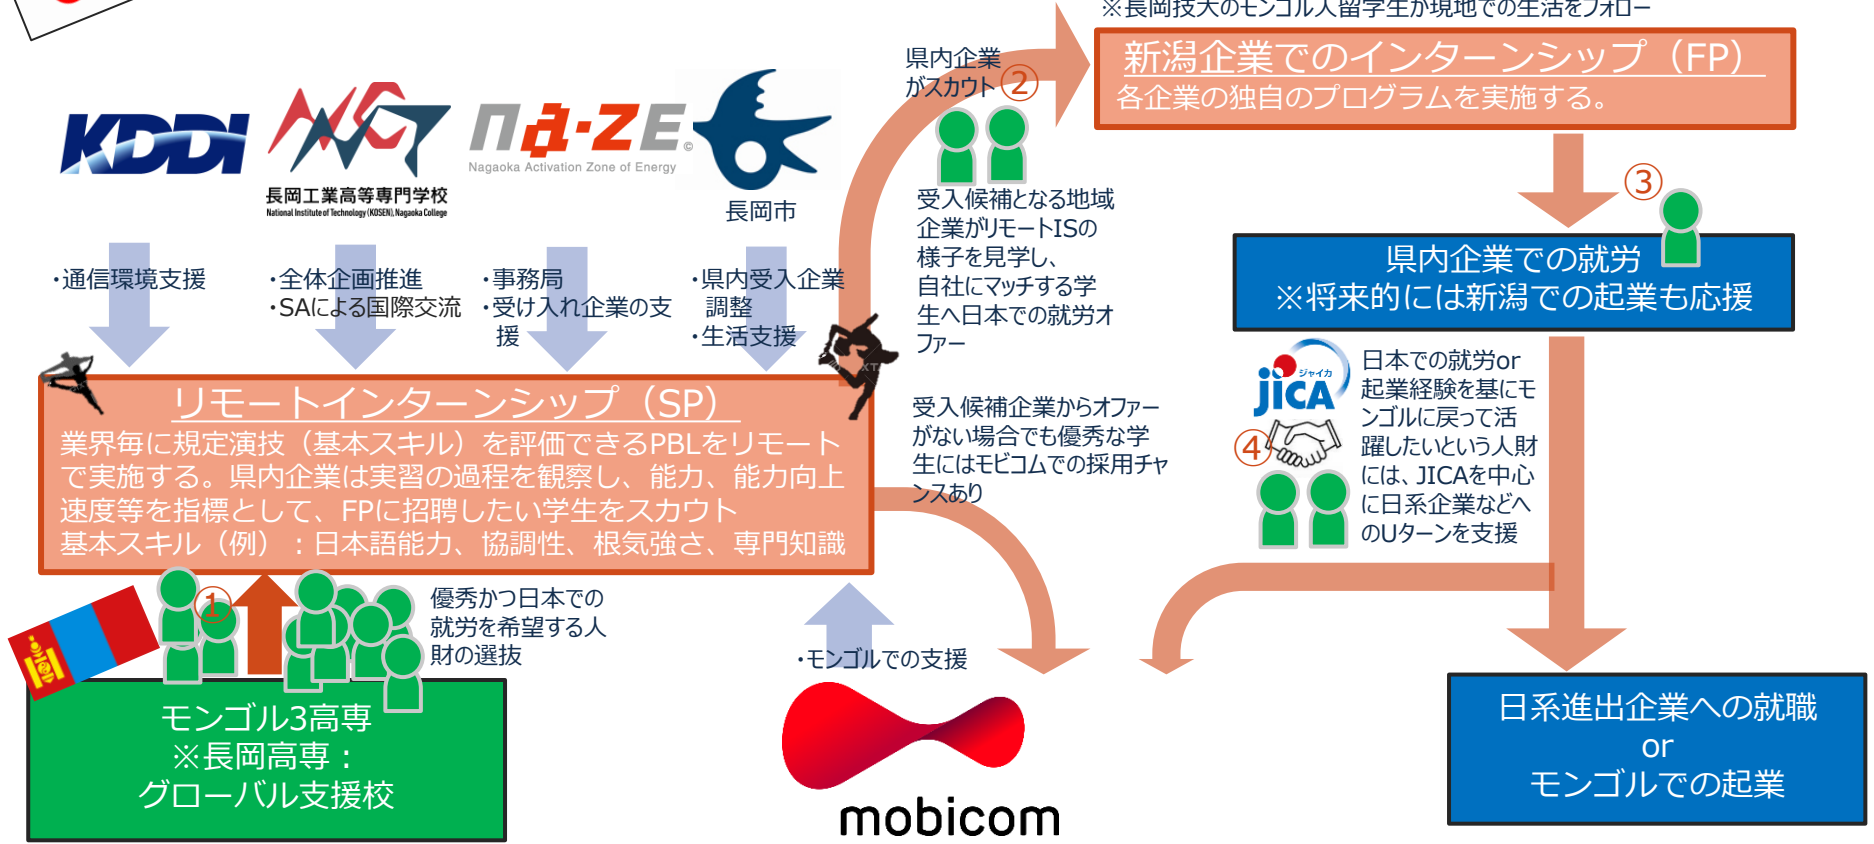 ※長岡技大のモンゴル人留学生が現地での生活をフォロー
新潟企業でのインターンシップ（FP）
各企業の独自のプログラムを実施する。
県内企業
がスカウト
②
KDDI
長岡工業高等専門学校
National Institute of Technology (KOSEN), Nagaoka College
na-ZE
©
Nagaoka Activation Zone of Energy
長岡市
・通信環境支援
・全体企画推進
・SAによる国際交流
・事務局
・受け入れ企業の支
援
・県内受入企業
調整
・生活支援
受入候補となる地域
企業がリモートISの
様子を見学し、
自社にマッチする学
生へ日本での就労オ
ファー
③
県内企業での就労
※将来的には新潟での起業も応援
リモートインターンシップ（SP）
業界毎に規定演技（基本スキル）を評価できるPBLをリモート
で実施する。県内企業は実習の過程を観察し、能力、能力向上
速度等を指標として、FPに招聘したい学生をスカウト
基本スキル（例）：日本語能力、協調性、根気強さ、専門知識
受入候補企業からオファー
がない場合でも優秀な学
生にはモビコムでの採用チャ
ンスあり
ジャイカ
jICA
④
日本での就労or
起業経験を基にモ
ンゴルに戻って活
躍したいという人財
には、JICAを中心
に日系企業などへ
のUターンを支援
①
優秀かつ日本での
就労を希望する人
財の選抜
モンゴル3高専
※長岡高専：
グローバル支援校
・モンゴルでの支援
mobicom
日系進出企業への就職
or
モンゴルでの起業